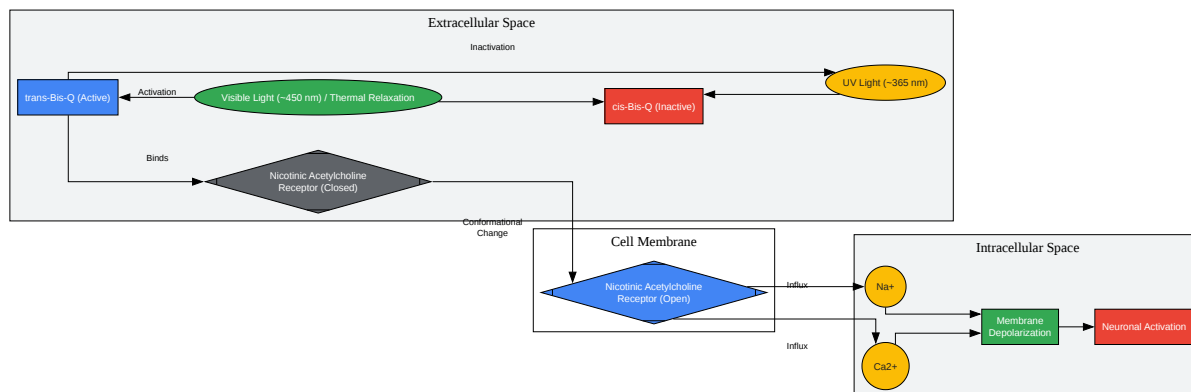 Extracellular Space
Inactivation
trans-Bis-Q (Active)
Activation
Visible Light (~450 nm) / Thermal Relaxation
cis-Bis-Q (Inactive)
UV Light (~365 nm)
Binds
Nicotinic Acetylcholine
Receptor (Closed)
Conformational
Change
Cell Membrane
Nicotinic Acetylcholine
Receptor (Open)
Influx
Influx
Intracellular Space
Na+
Ca2+
Membrane
Depolarization
Neuronal Activation